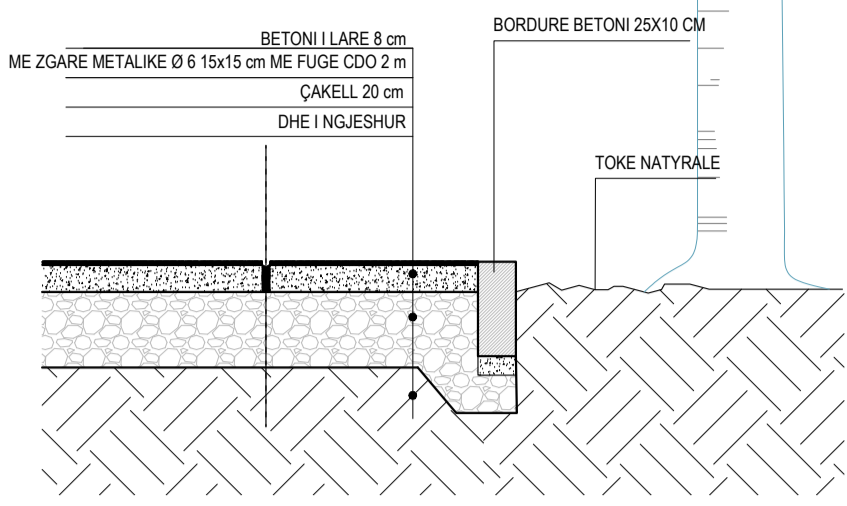 BETONI I LARE 8 cm
ME ZGARE METALIKE Ø 6 15x15 cm ME FUGE CDO 2 m
ÇAKELL 20 cm
DHE I NGJESHUR
BORDURE BETONI 25X10 CM
TOKE NATYRALE